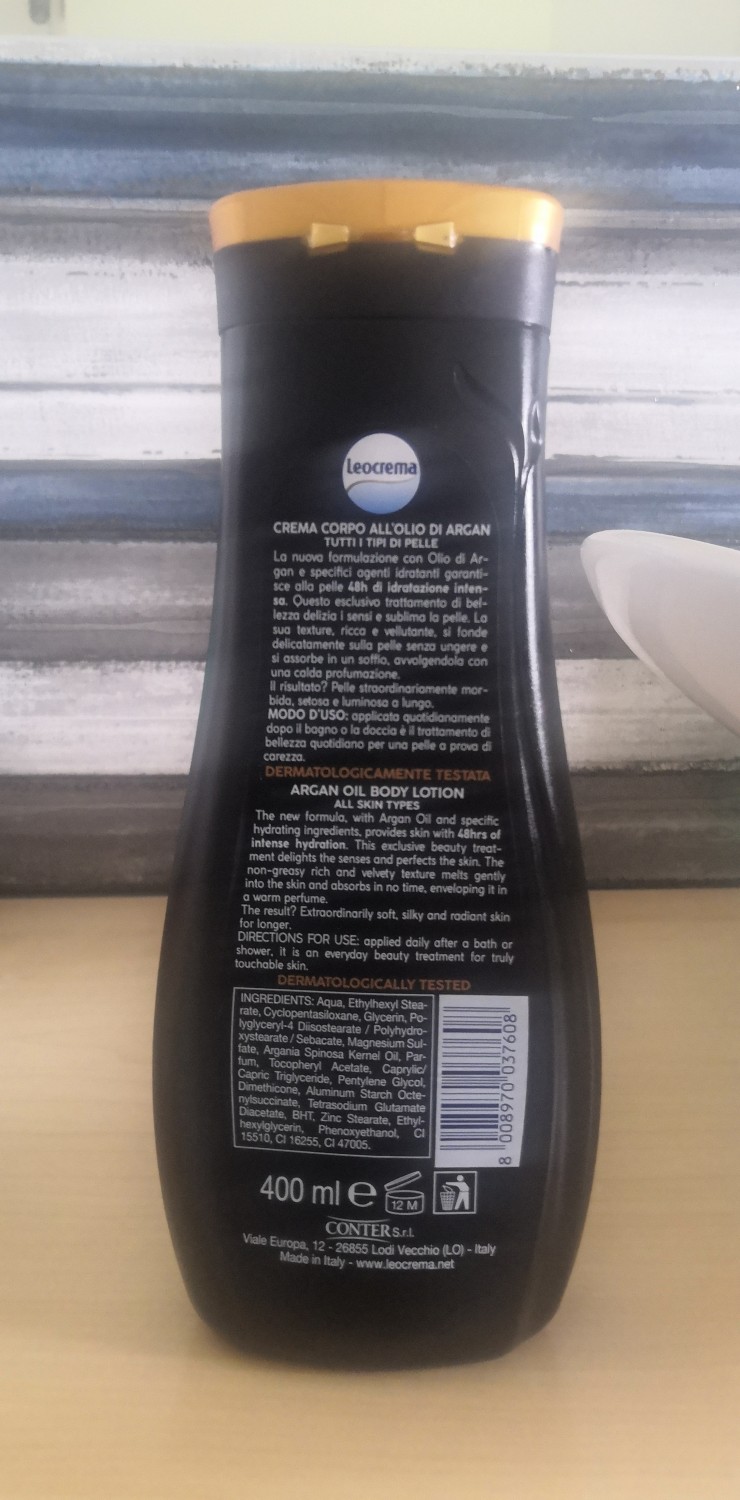 Leocrema
CREMA CORPO ALL'OLIO DI ARGAN
TUTTI I TIPI DI PELLE
La nuova formulazione con Olio di Ar-
gan e specifici agenti idratanti garanti-
sce alla pelle 48h di idratazione inten-
sa. Questo esclusivo trattamento di bel-
lezza delizia i sensi e sublima la pelle. La
sua texture, ricca e vellutante, si fonde
delicatamente sulla pelle senza ungere e
si assorbe in un soffio, avvolgendola con
una calda profumazione.
Il risultato? Pelle straordinariamente mor-
bida, setosa e luminosa a lungo.
MODO D'USO: applicata quotidianamente
dopo il bagno o la doccia è il trattamento di
bellezza quotidiano per una pelle a prova di
carezza.
DERMATOLOGICAMENTE TESTATA
ARGAN OIL BODY LOTION
ALL SKIN TYPES
The new formula, with Argan Oil and specific
hydrating ingredients, provides skin with 48hrs of
intense hydration. This exclusive beauty treat-
ment delights the senses and perfects the skin. The
non-greasy rich and velvety texture melts gently
into the skin and absorbs in no time, enveloping it in
a warm perfume.
The result? Extraordinarily soft, silky and radiant skin
for longer.
DIRECTIONS FOR USE: applied daily after a bath or
shower, it is an everyday beauty treatment for truly
touchable skin.
DERMATOLOGICALLY TESTED
INGREDIENTS: Aqua, Ethylhexyl Stea-
rate, Cyclopentasiloxane, Glycerin, Po-
lyglyceryl-4 Diisostearate / Polyhydro-
xystearate / Sebacate, Magnesium Sul-
fate, Argania Spinosa Kernel Oil, Par-
fum, Tocopheryl Acetate, Caprylic/
Capric Triglyceride, Pentylene Glycol,
Dimethicone, Aluminum Starch Octe-
nylsuccinate, Tetrasodium Glutamate
Diacetate, BHT, Zinc Stearate, Ethyl-
hexylglycerin, Phenoxyethanol, CI
15510, CI 16255, CI 47005.
8 008970 037608
400 ml e 12 M
CONTER S.r.l.
Viale Europa, 12 - 26855 Lodi Vecchio (LO) - Italy
Made in Italy - www.leocrema.net